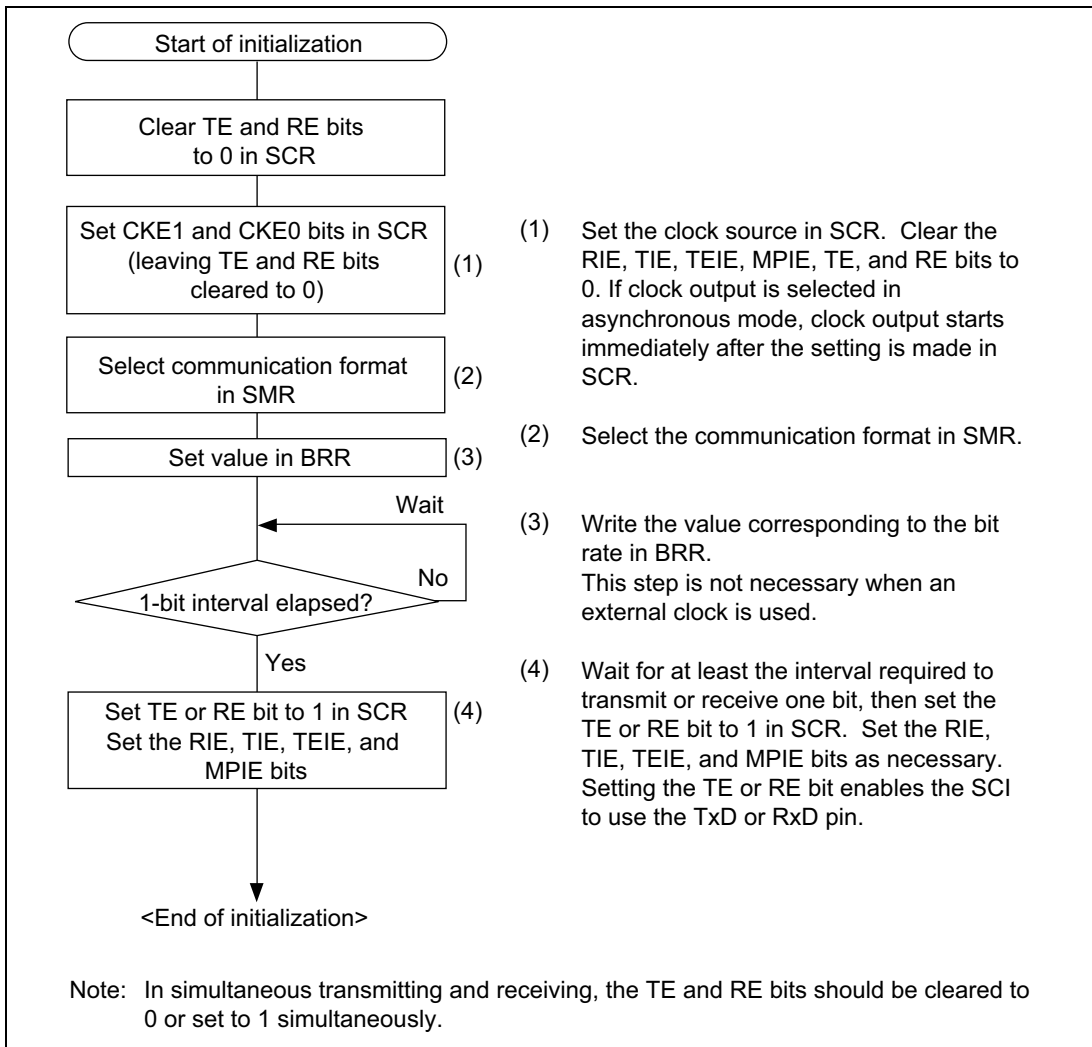 Start of initialization
Clear TE and RE bits
to 0 in SCR
Set CKE1 and CKE0 bits in SCR
(leaving TE and RE bits
cleared to 0)
(1)
Select communication format
in SMR
(2)
Set value in BRR
(3)
Wait
No
1-bit interval elapsed?
Yes
Set TE or RE bit to 1 in SCR
Set the RIE, TIE, TEIE, and
MPIE bits
(4)
<End of initialization>
(1) Set the clock source in SCR. Clear the
RIE, TIE, TEIE, MPIE, TE, and RE bits to
0. If clock output is selected in
asynchronous mode, clock output starts
immediately after the setting is made in
SCR.
(2) Select the communication format in SMR.
(3) Write the value corresponding to the bit
rate in BRR.
This step is not necessary when an
external clock is used.
(4) Wait for at least the interval required to
transmit or receive one bit, then set the
TE or RE bit to 1 in SCR. Set the RIE,
TIE, TEIE, and MPIE bits as necessary.
Setting the TE or RE bit enables the SCI
to use the TxD or RxD pin.
Note: In simultaneous transmitting and receiving, the TE and RE bits should be cleared to
0 or set to 1 simultaneously.